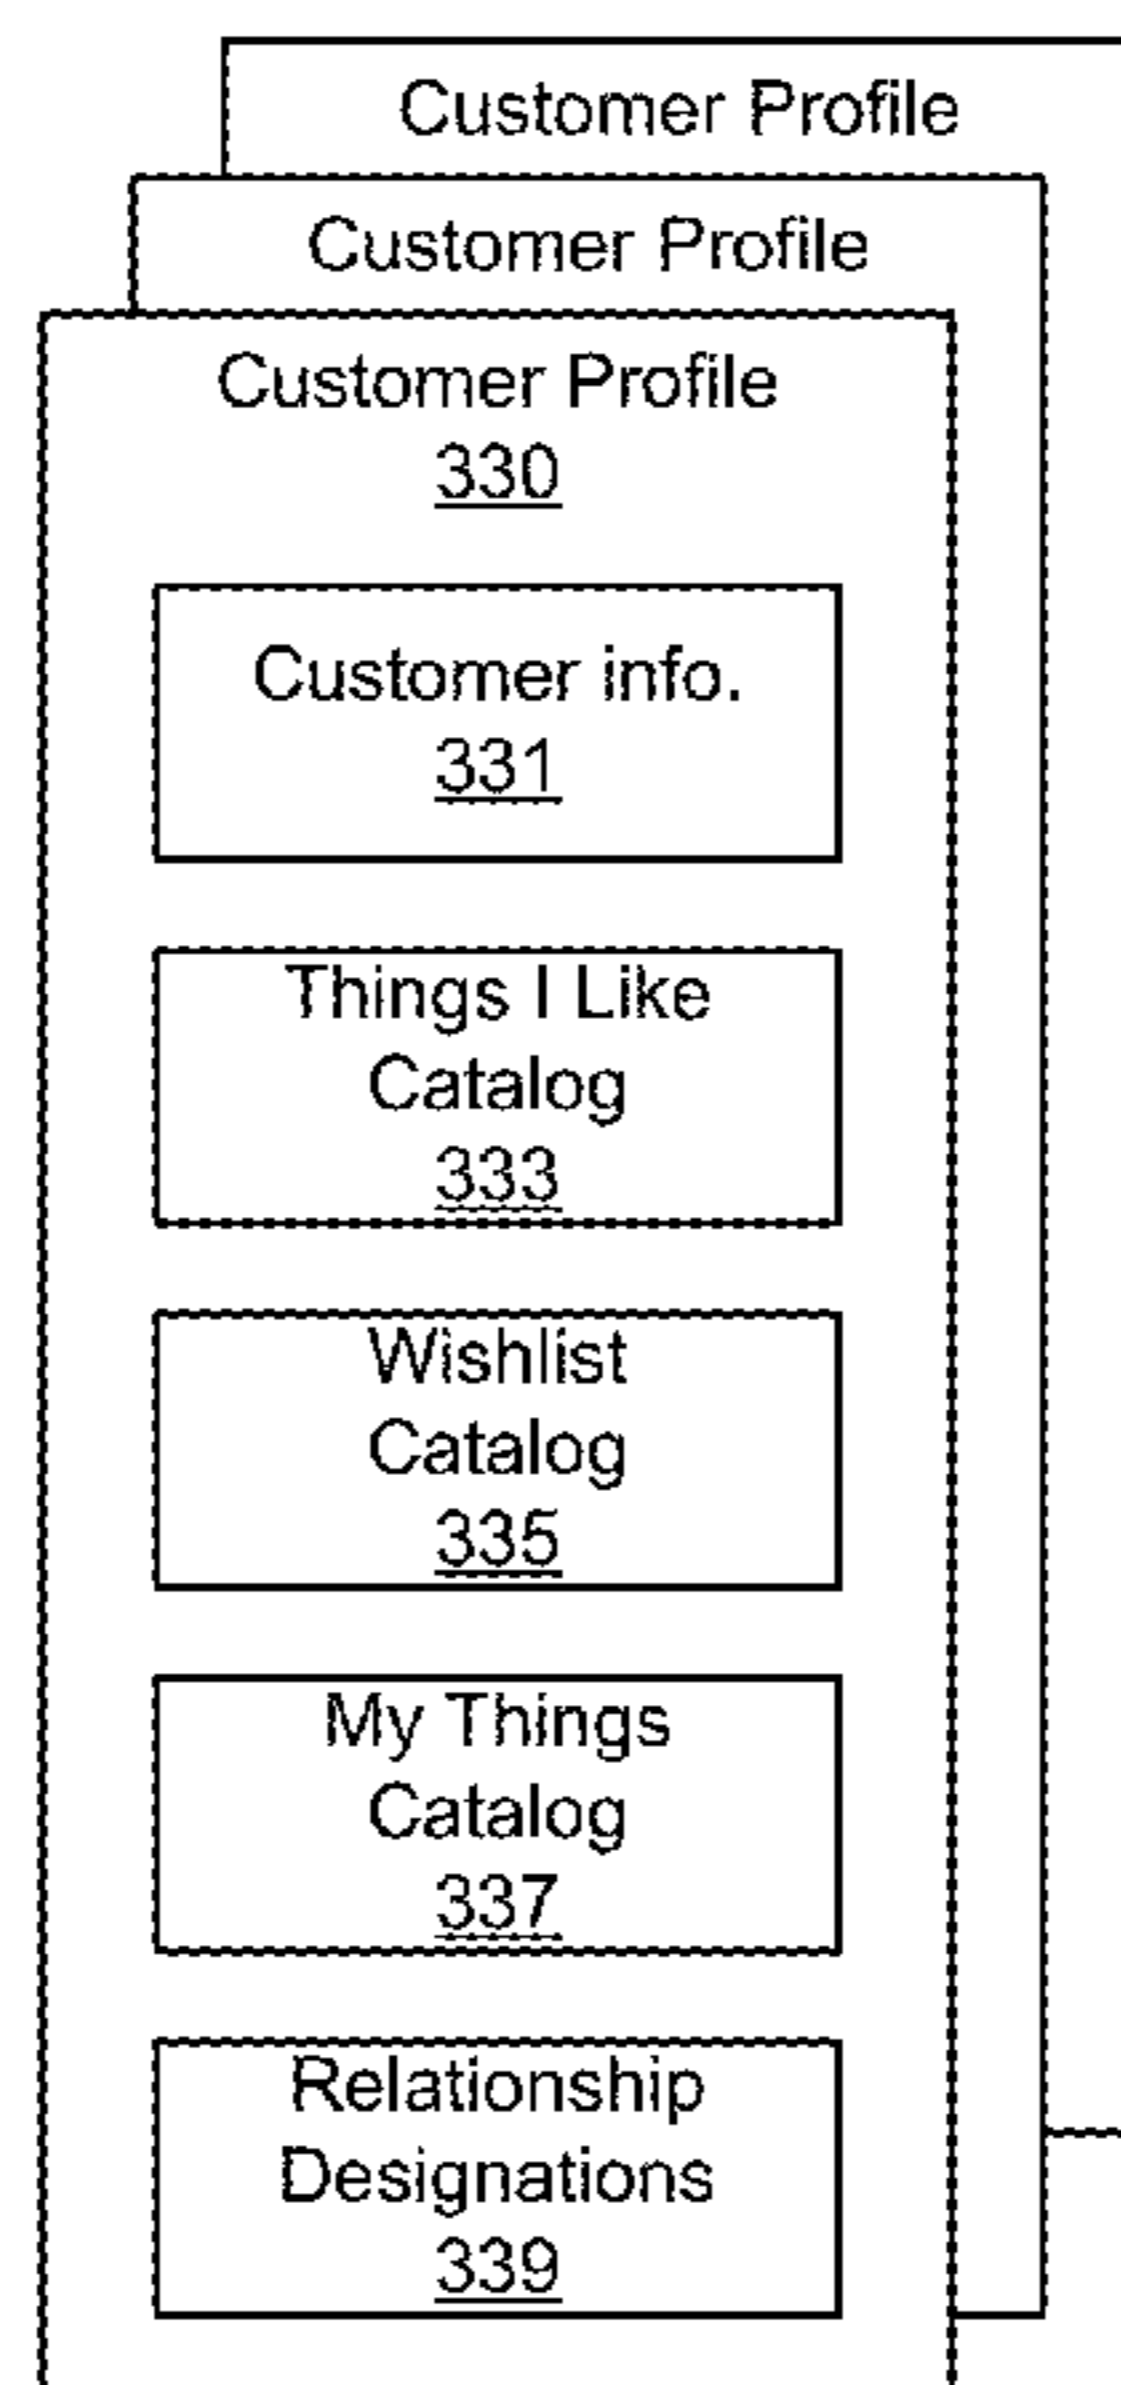 Customer Profile
Customer Profile
Customer Profile
330
Customer info.
331
Things I Like
Catalog
333
Wishlist
Catalog
335
My Things
Catalog
337
Relationship
Designations
339